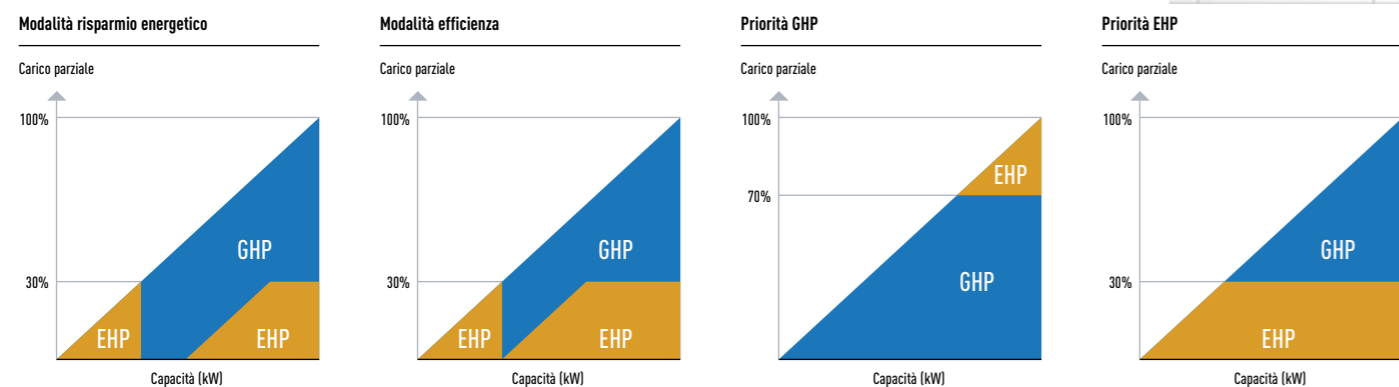 Modalità risparmio energetico
Carico parziale
100%
30%
GHP
EHP
EHP
Capacità (kW)
Modalità efficienza
Carico parziale
100%
30%
GHP
EHP
EHP
Capacità (kW)
Priorità GHP
Carico parziale
100%
70%
EHP
GHP
Capacità (kW)
Priorità EHP
Carico parziale
100%
30%
GHP
EHP
Capacità (kW)